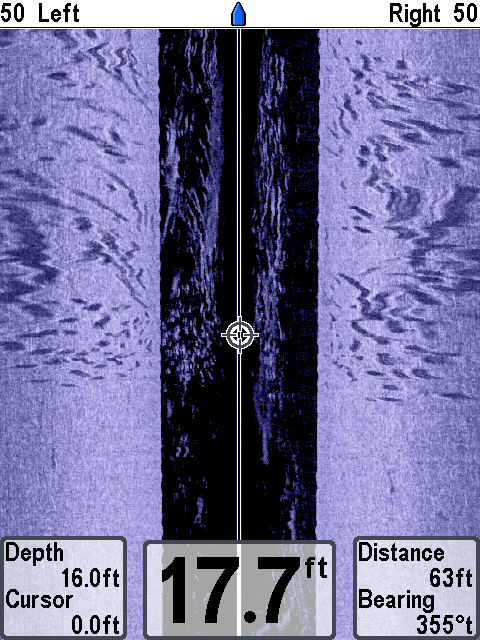 50 Left
Right 50
Depth
16.0ft
Cursor
0.0ft
17.7ft
Distance
63ft
Bearing
355°t